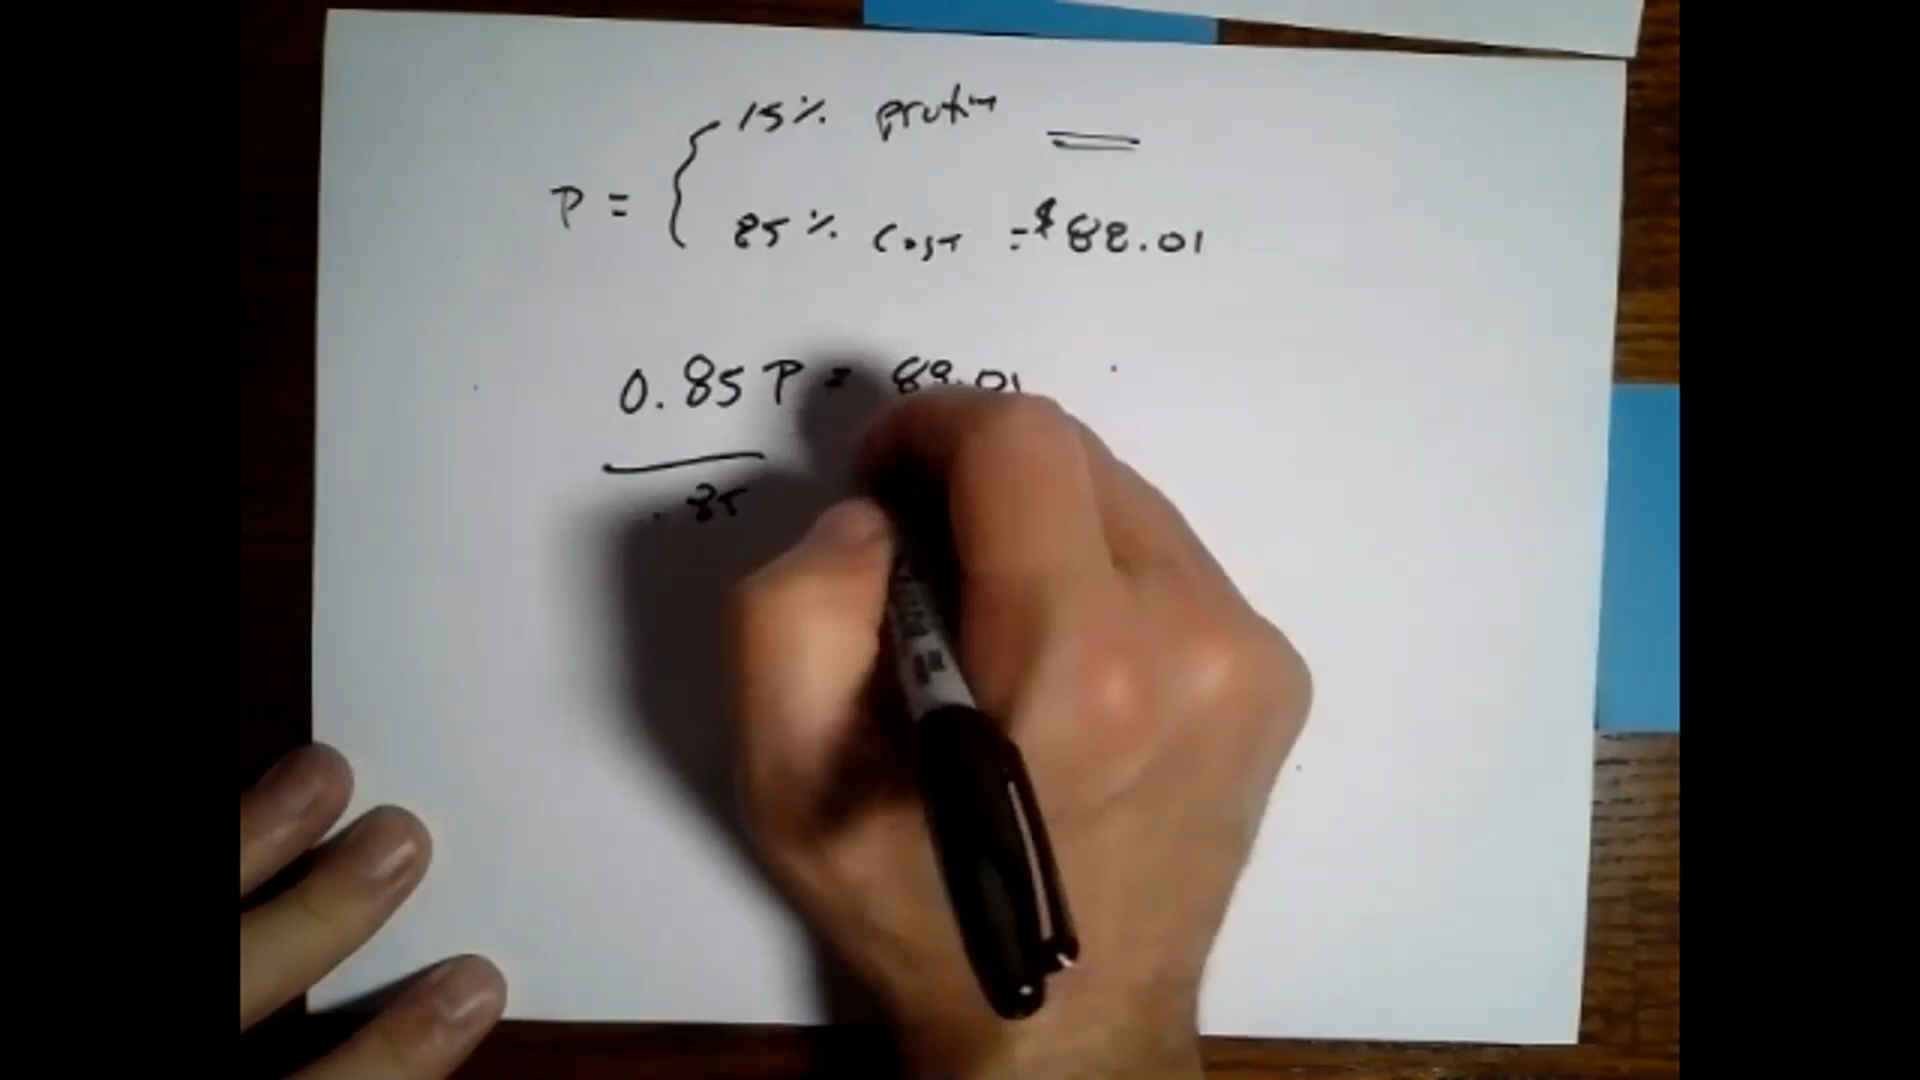 15% profit
P =
85% Cost = $88.01
0.85 P = 88.01
.85